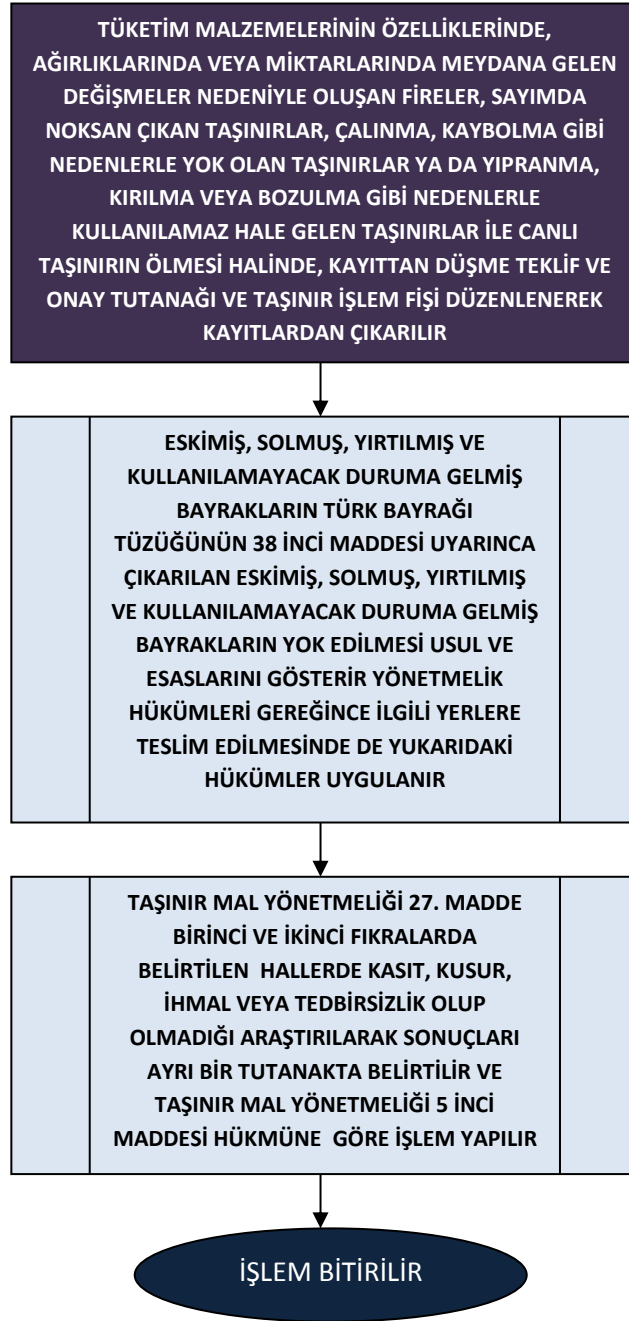 TÜKETİM MALZEMELERİNİN ÖZELLİKLERİNDE,
AĞIRLIKLARINDA VEYA MİKTARLARINDA MEYDANA GELEN
DEĞİŞMELER NEDENİYLE OLUŞAN FİRELER, SAYIMDA
NOKSAN ÇIKAN TAŞINIRLAR, ÇALINMA, KAYBOLMA GİBİ
NEDENLERLE YOK OLAN TAŞINIRLAR YA DA YIPRANMA,
KIRILMA VEYA BOZULMA GİBİ NEDENLERLE
KULLANILAMAZ HALE GELEN TAŞINIRLAR İLE CANLI
TAŞINIRIN ÖLMESİ HALİNDE, KAYITTAN DÜŞME TEKLİF VE
ONAY TUTANAĞI VE TAŞINIR İŞLEM FİŞİ DÜZENLENEREK
KAYITLARDAN ÇIKARILIR
ESKİMİŞ, SOLMUŞ, YIRTILMIŞ VE
KULLANILAMAYACAK DURUMA GELMİŞ
BAYRAKLARIN TÜRK BAYRAĞI
TÜZÜĞÜNÜN 38 İNCİ MADDESİ UYARINCA
ÇIKARILAN ESKİMİŞ, SOLMUŞ, YIRTILMIŞ
VE KULLANILAMAYACAK DURUMA GELMİŞ
BAYRAKLARIN YOK EDİLMESİ USUL VE
ESASLARINI GÖSTERİR YÖNETMELİK
HÜKÜMLERİ GEREĞİNCE İLGİLİ YERLERE
TESLİM EDİLMESİNDE DE YUKARIDAKİ
HÜKÜMLER UYGULANIR
TAŞINIR MAL YÖNETMELİĞİ 27. MADDE
BİRİNCİ VE İKİNCİ FIKRALARDA
BELİRTİLEN HALLERDE KASIT, KUSUR,
İHMAL VEYA TEDBİRSİZLİK OLUP
OLMADIĞI ARAŞTIRILARAK SONUÇLARI
AYRI BİR TUTANAKTA BELİRTİLİR VE
TAŞINIR MAL YÖNETMELİĞİ 5 İNCİ
MADDESİ HÜKMÜNE GÖRE İŞLEM YAPILIR
İŞLEM BİTİRİLİR